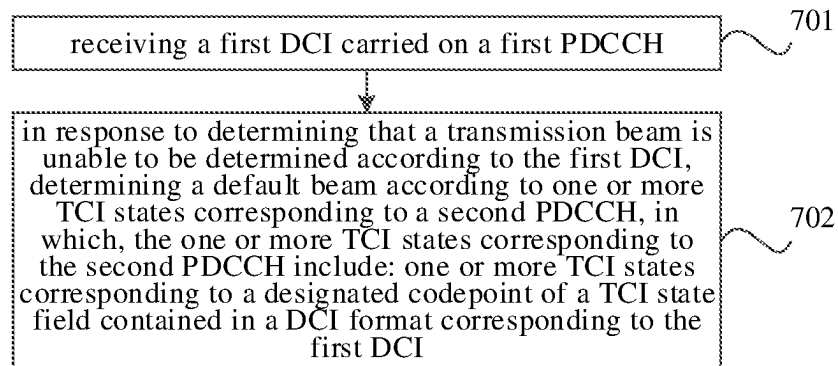 receiving a first DCI carried on a first PDCCH
701
in response to determining that a transmission beam is
unable to be determined according to the first DCI,
determining a default beam according to one or more
TCI states corresponding to a second PDCCH, in
which, the one or more TCI states corresponding to
the second PDCCH include: one or more TCI states
corresponding to a designated codepoint of a TCI state
field contained in a DCI format corresponding to the
first DCI
702